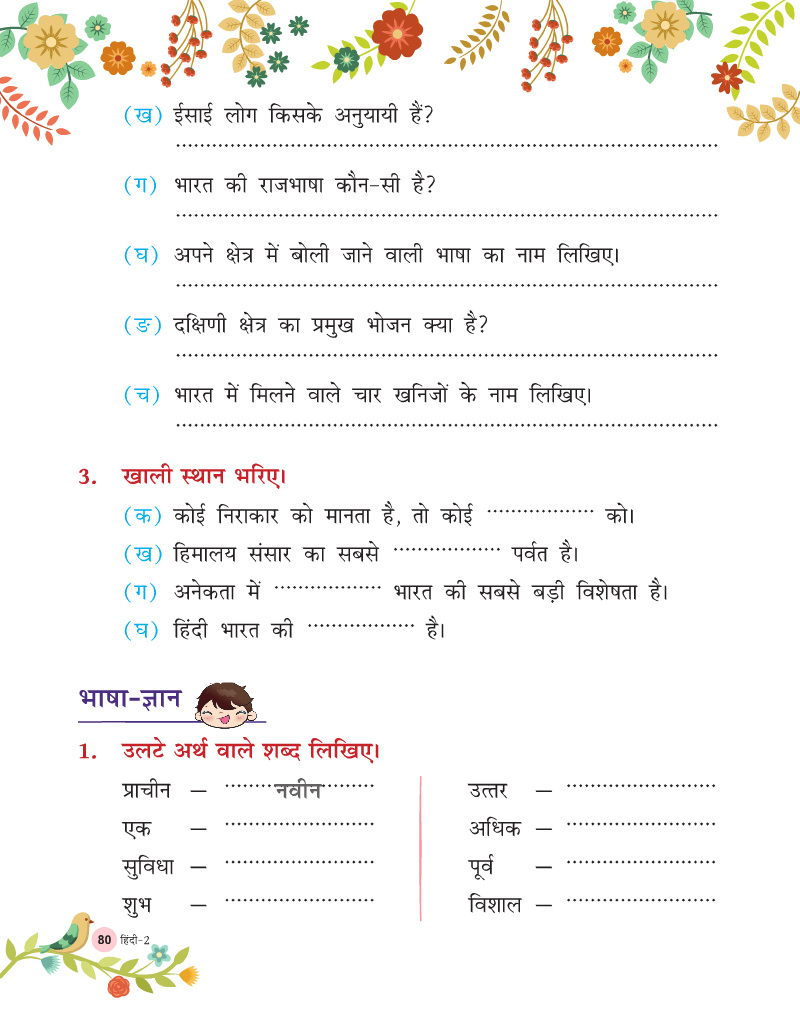 (ख) ईसाई लोग किसके अनुयायी हैं?
(ग) भारत की राजभाषा कौन-सी है?
(घ) अपने क्षेत्र में बोली जाने वाली भाषा का नाम लिखिए।
(ङ) दक्षिणी क्षेत्र का प्रमुख भोजन क्या है?
(च) भारत में मिलने वाले चार खनिजों के नाम लिखिए।
3. खाली स्थान भरिए।
(क) कोई निराकार को मानता है, तो कोई .................. को।
(ख) हिमालय संसार का सबसे .................. पर्वत है।
(ग) अनेकता में .................. भारत की सबसे बड़ी विशेषता है।
(घ) हिंदी भारत की .................. है।
भाषा-ज्ञान
1. उलटे अर्थ वाले शब्द लिखिए।
प्राचीन – नवीन
एक –
सुविधा –
शुभ –
उत्तर –
अधिक –
पूर्व –
विशाल –
80 हिंदी-2